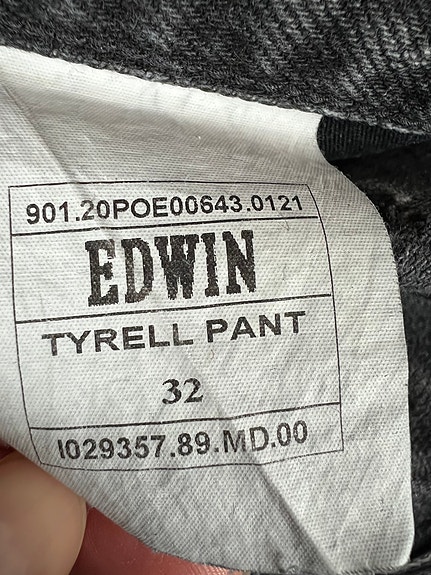 901.20POE00643.0121
EDWIN
TYRELL PANT
32
I029357.89.MD.00